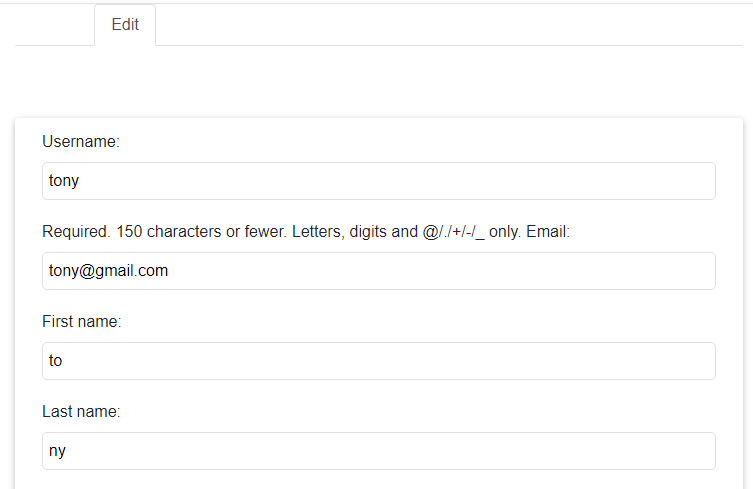 Edit
Username:
tony
Required. 150 characters or fewer. Letters, digits and @/./+/-/_ only. Email:
tony@gmail.com
First name:
to
Last name:
ny